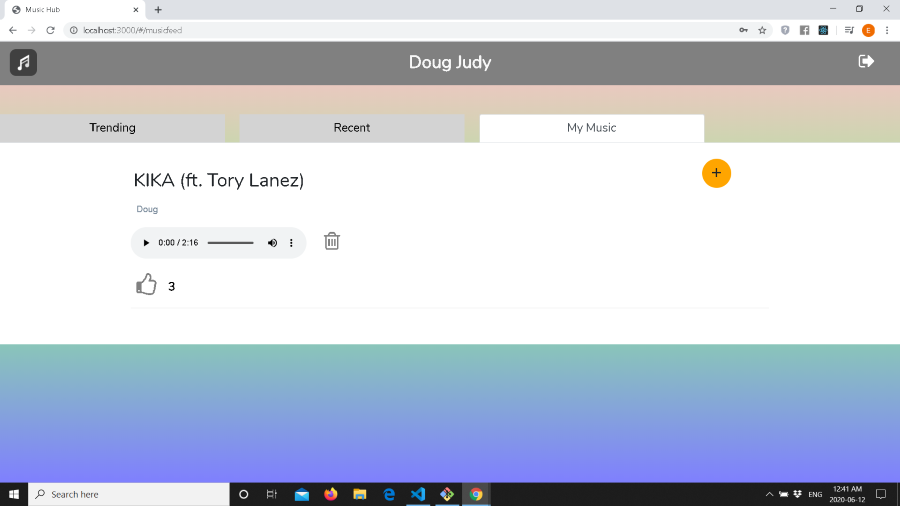 Music Hub
localhost:3000/#/musicfeed
E
Doug Judy
Trending
Recent
My Music
KIKA (ft. Tory Lanez)
Doug
0:00 / 2:16
3
Search here
ENG
12:41 AM
2020-06-12